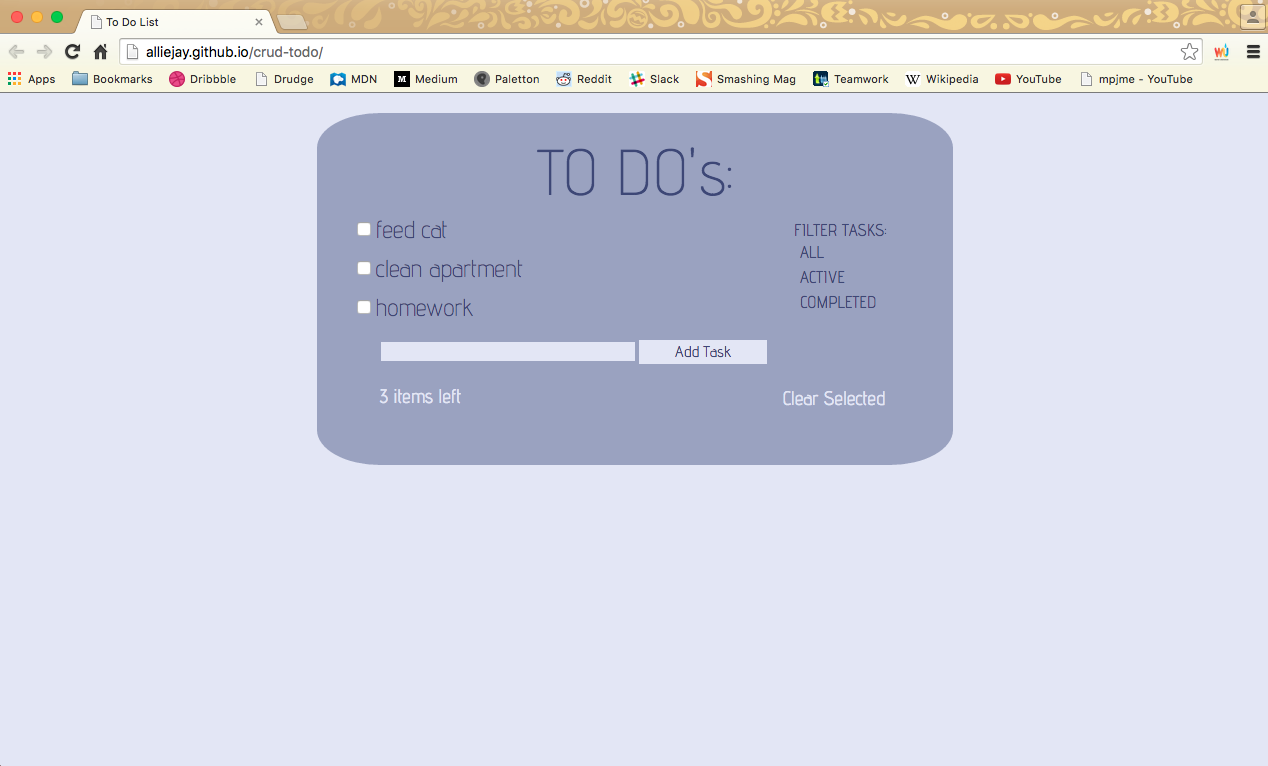 To Do List
alliejay.github.io/crud-todo/
Apps Bookmarks Dribbble Drudge MDN Medium Paletton Reddit Slack Smashing Mag Teamwork Wikipedia YouTube mpjme - YouTube
TO DO's:
feed cat
clean apartment
homework
FILTER TASKS:
ALL
ACTIVE
COMPLETED
Add Task
3 items left
Clear Selected